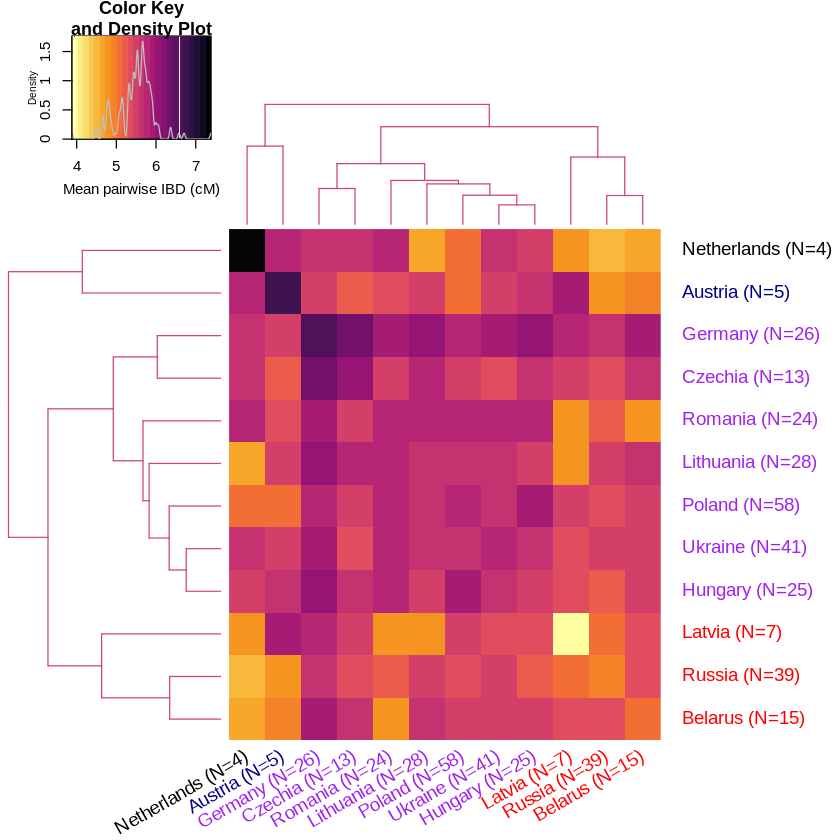 Color Key
and Density Plot
Density
0 0.5 1 1.5
4 5 6 7
Mean pairwise IBD (cM)
Netherlands (N=4)
Austria (N=5)
Germany (N=26)
Czechia (N=13)
Romania (N=24)
Lithuania (N=28)
Poland (N=58)
Ukraine (N=41)
Hungary (N=25)
Latvia (N=7)
Russia (N=39)
Belarus (N=15)
Netherlands (N=4)
Austria (N=5)
Germany (N=26)
Czechia (N=13)
Romania (N=24)
Lithuania (N=28)
Poland (N=58)
Ukraine (N=41)
Hungary (N=25)
Latvia (N=7)
Russia (N=39)
Belarus (N=15)